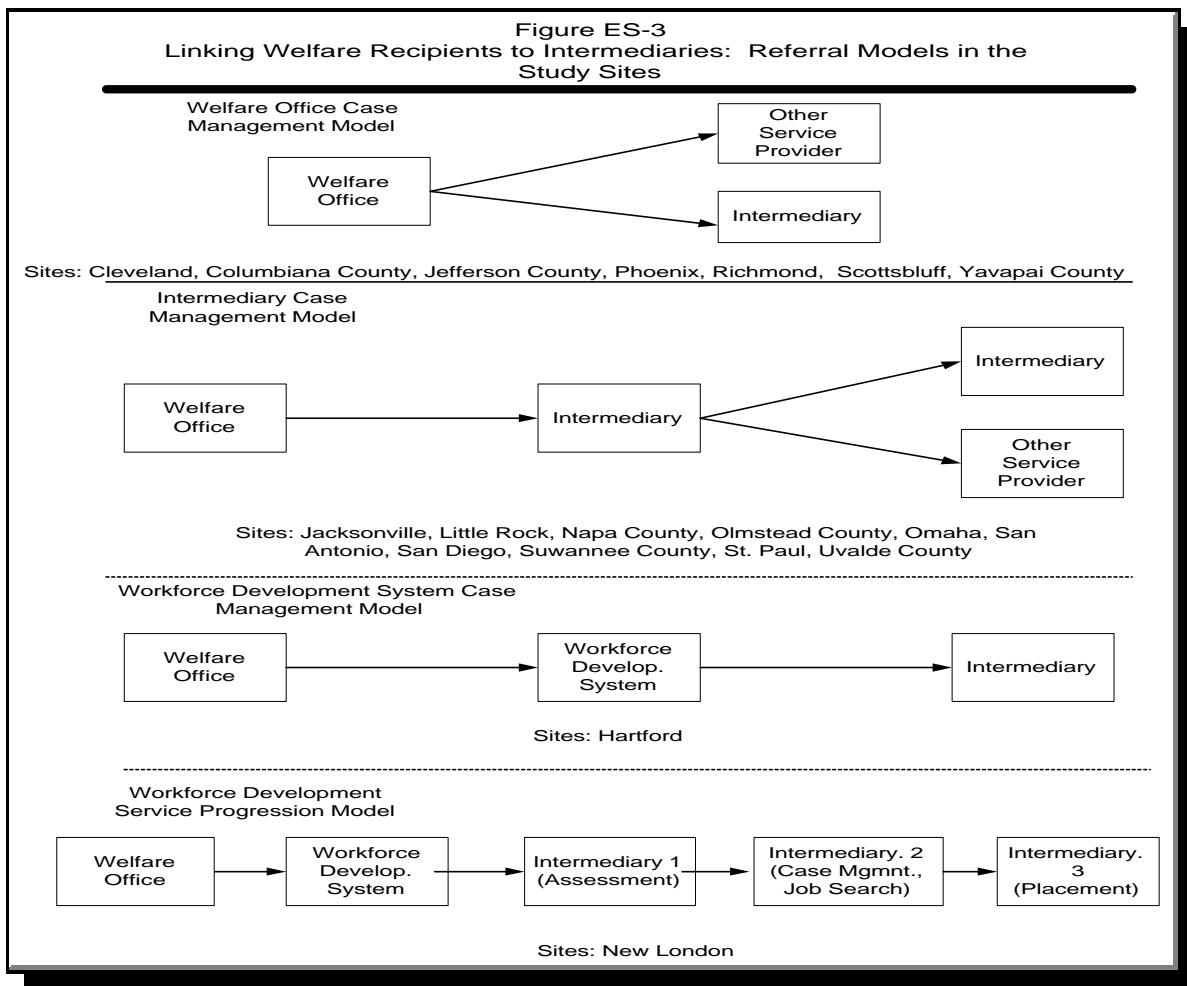 Figure ES-3
Linking Welfare Recipients to Intermediaries: Referral Models in the
Study Sites
Welfare Office Case
Management Model
Welfare
Office
Other
Service
Provider
Intermediary
Sites: Cleveland, Columbiana County, Jefferson County, Phoenix, Richmond, Scottsbluff, Yavapai County
Intermediary Case
Management Model
Welfare
Office
Intermediary
Intermediary
Other
Service
Provider
Sites: Jacksonville, Little Rock, Napa County, Olmstead County, Omaha, San
Antonio, San Diego, Suwannee County, St. Paul, Uvalde County
Workforce Development System Case
Management Model
Welfare
Office
Workforce
Develop.
System
Intermediary
Sites: Hartford
Workforce Development
Service Progression Model
Welfare
Office
Workforce
Develop.
System
Intermediary 1
(Assessment)
Intermediary. 2
(Case Mgmnt.,
Job Search)
Intermediary.
3
(Placement)
Sites: New London